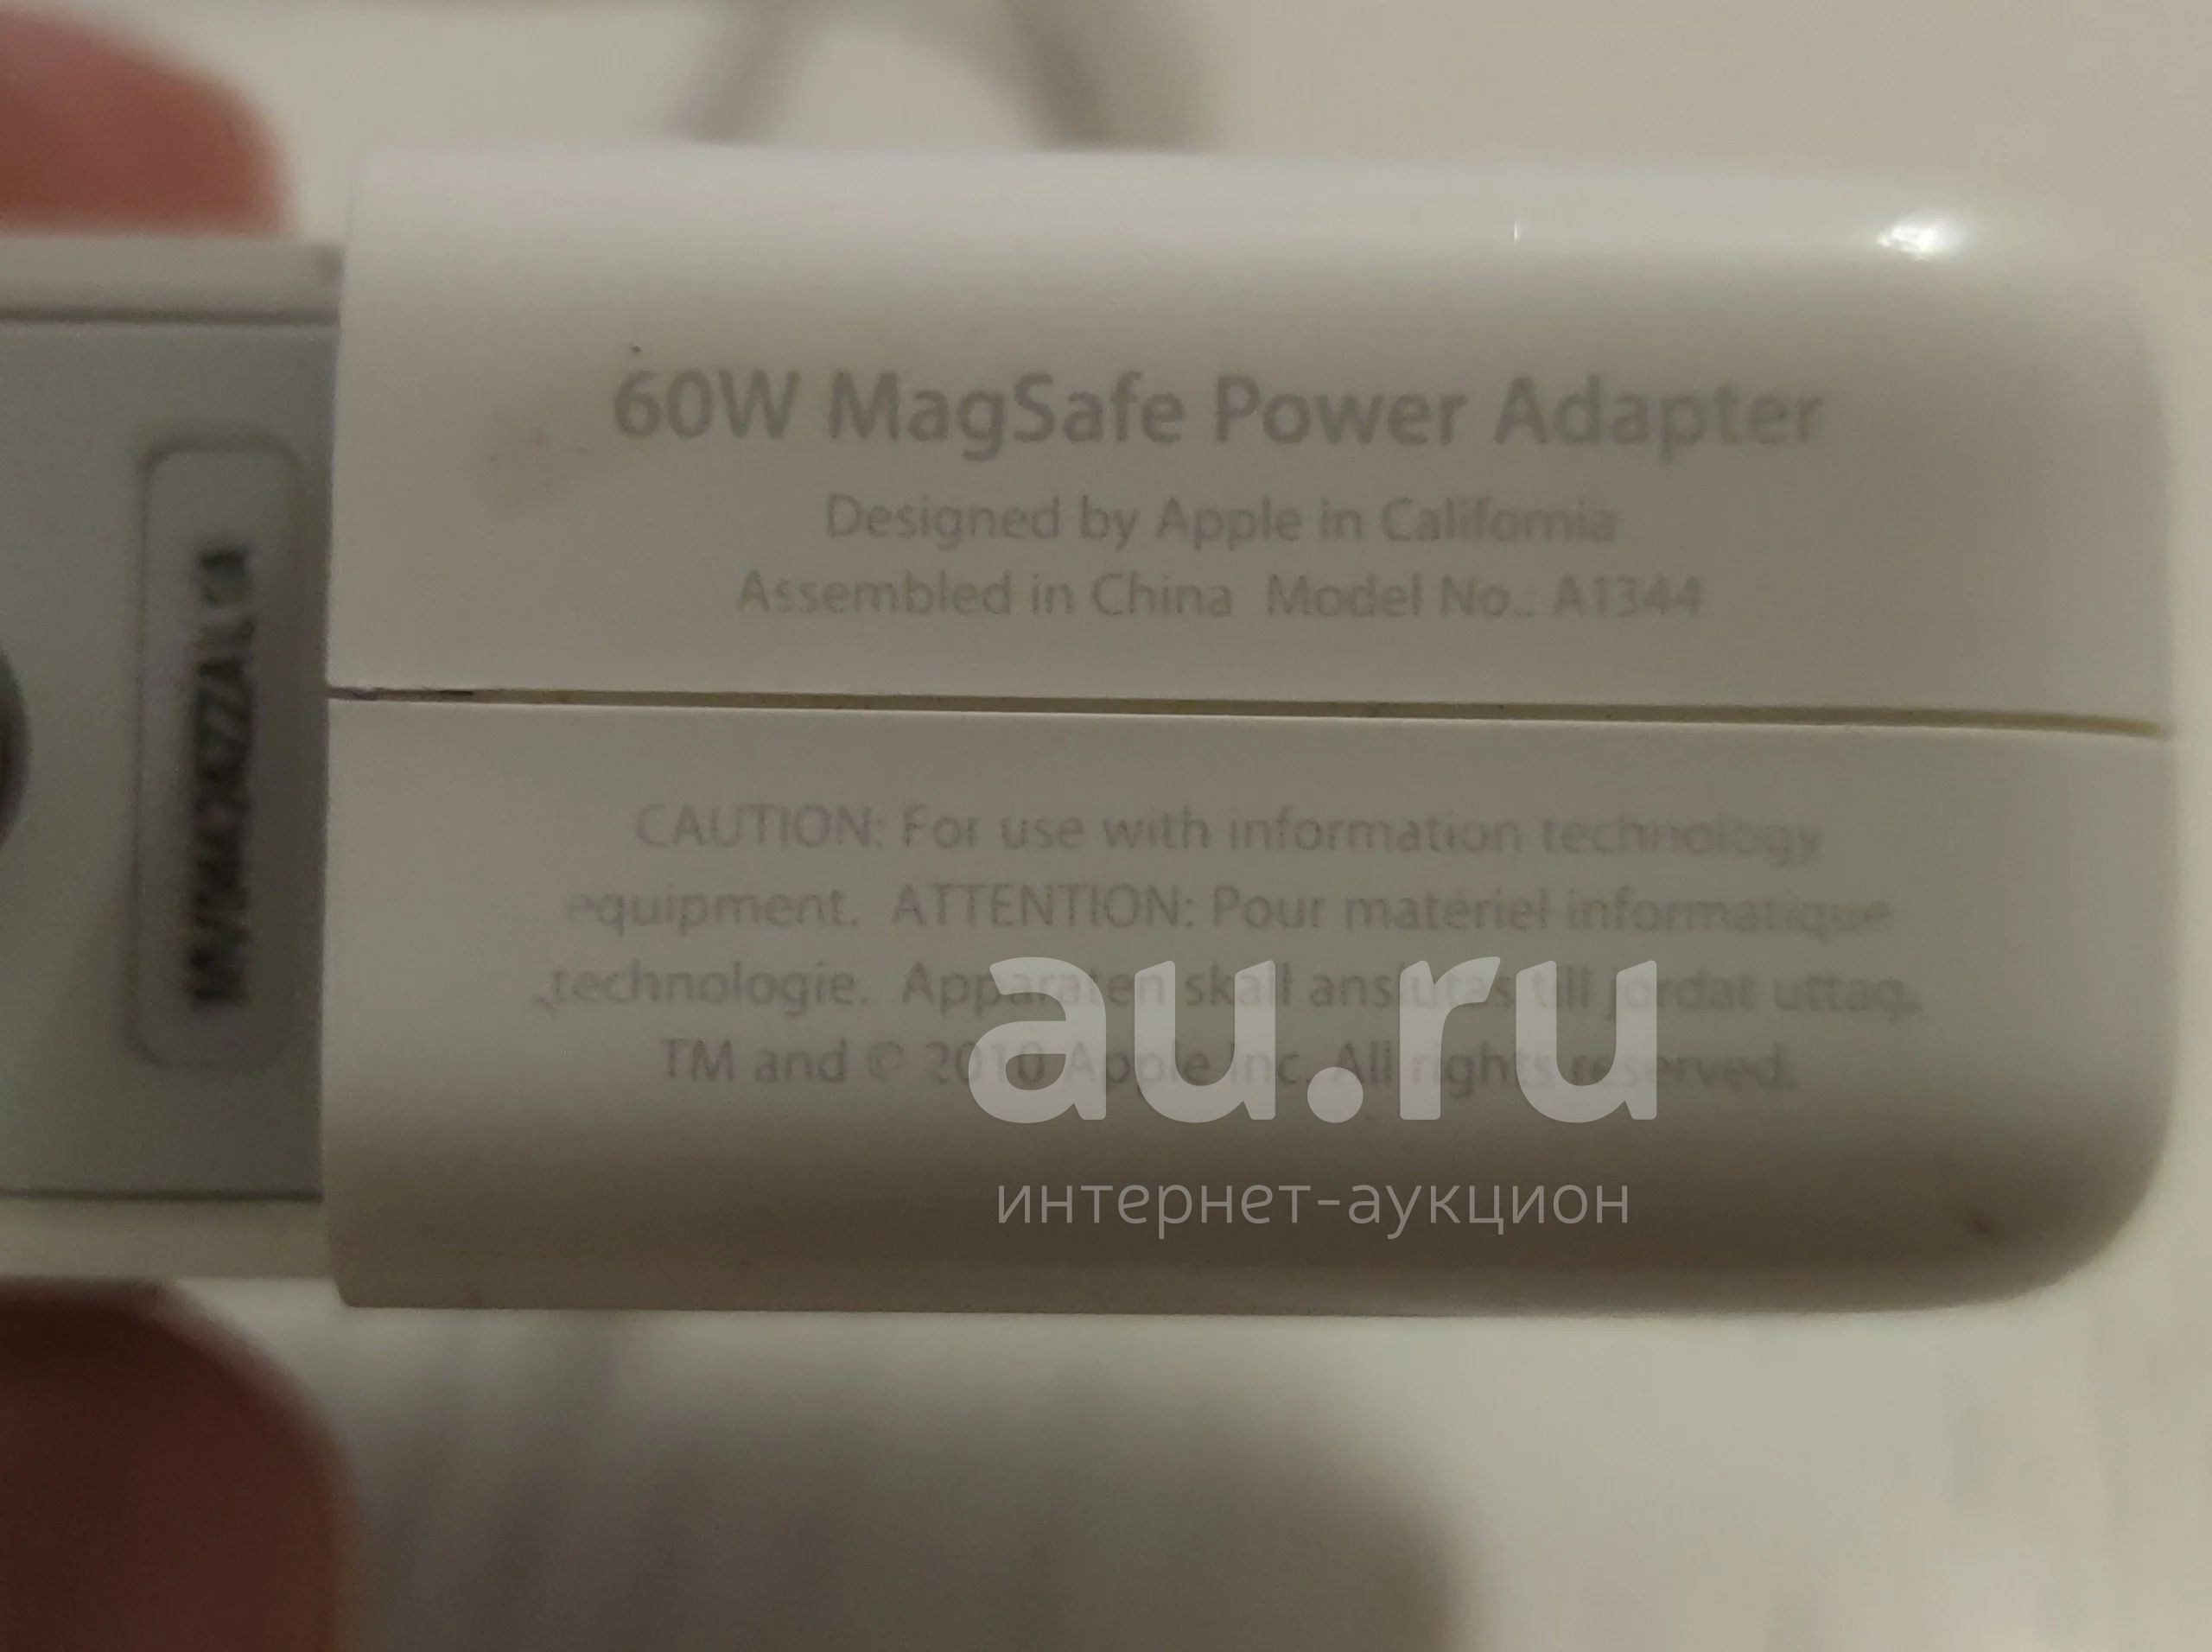 60W MagSafe Power Adapter
Designed by Apple in California
Assembled in China Model No.: A1344
CAUTION: For use with information technology
equipment. ATTENTION: Pour matériel informatique
technologie. Apparaten skall anslutas till jordat uttag.
TM and © 2010 Apple Inc. All rights reserved.
au.ru
интернет-аукцион